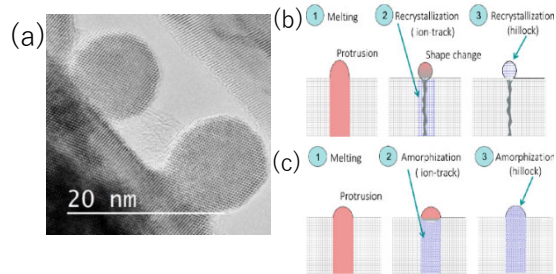 (a)
20 nm
(b)
1 Melting
2 Recrystallization
( ion-track)
3 Recrystallization
(hillock)
Protrusion
Shape change
(c)
1 Melting
2 Amorphization
( ion-track)
3 Amorphization
(hillock)
Protrusion